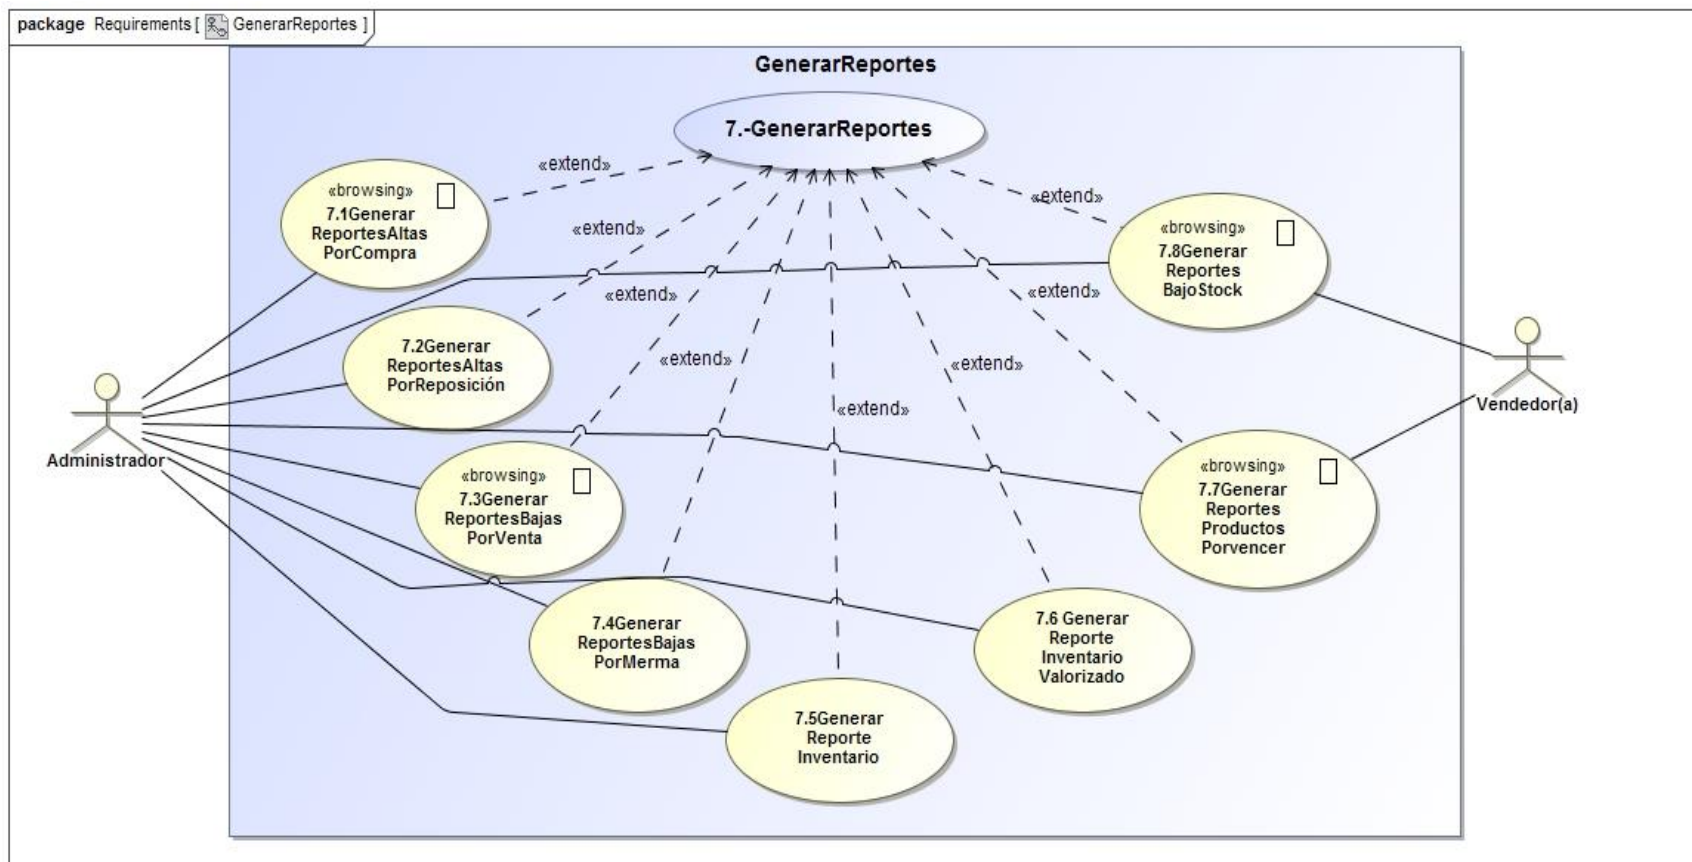 package Requirements [ GenerarReportes ]
GenerarReportes
7.-GenerarReportes
«extend»
«browsing»
7.1Generar
ReportesAltas
PorCompra
«extend»
«extend»
«browsing»
7.8Generar
Reportes
BajoStock
«extend»
«extend»
7.2Generar
ReportesAltas
PorReposición
«extend»
«extend»
«extend»
Administrador
Vendedor(a)
«browsing»
7.3Generar
ReportesBajas
PorVenta
«browsing»
7.7Generar
Reportes
Productos
Porvencer
7.4Generar
ReportesBajas
PorMerma
7.6 Generar
Reporte
Inventario
Valorizado
7.5Generar
Reporte
Inventario